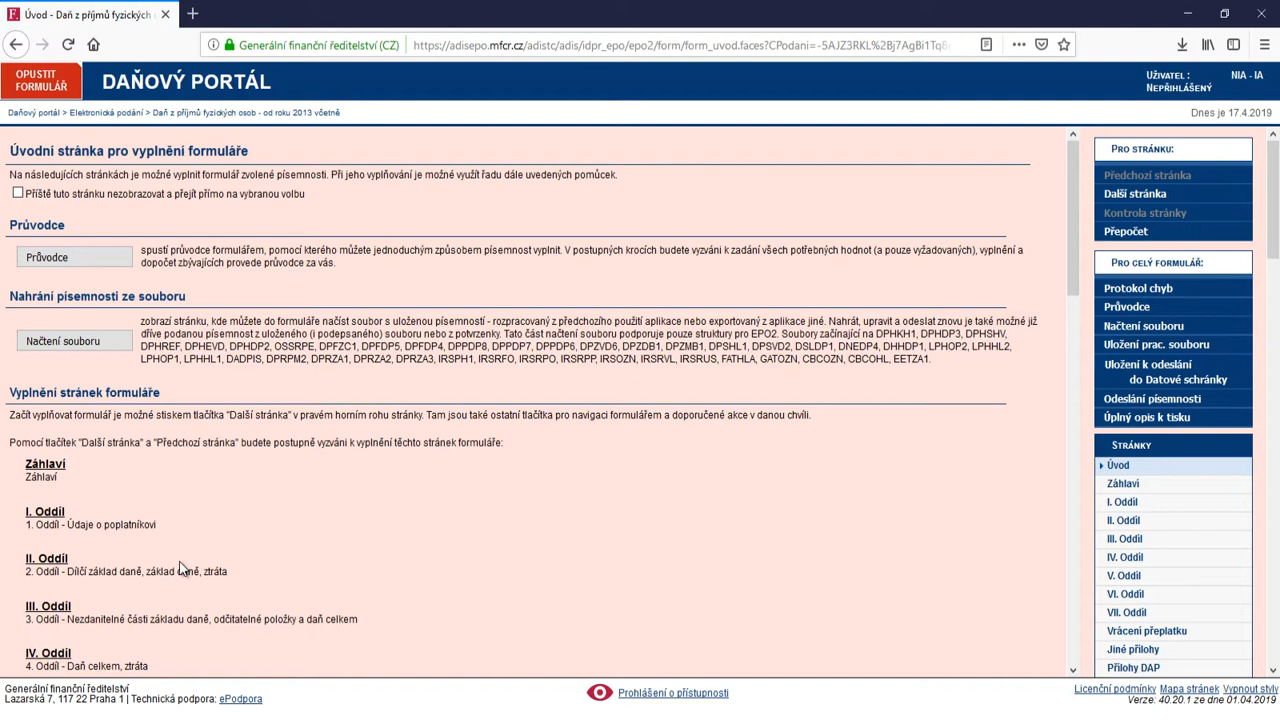 Úvod - Daň z příjmů fyzických o
Generální finanční ředitelství (CZ)
https://adisepo.mfcr.cz/adistc/adis/idpr_epo/epo2/form/form_uvod.faces?CPodani=-5AJZ3RKL%2Bj7AgBi1Tq8
OPUSTIT
FORMULÁŘ
DAŇOVÝ PORTÁL
UŽIVATEL :
NEPŘIHLÁŠENÝ
NIA - IA
Daňový portál > Elektronická podání > Daň z příjmů fyzických osob - od roku 2013 včetně
Dnes je 17.4.2019
Úvodní stránka pro vyplnění formuláře
Na následujících stránkách je možné vyplnit formulář zvolené písemnosti. Při jeho vyplňování je možné využít řadu dále uvedených pomůcek.
Příště tuto stránku nezobrazovat a přejít přímo na vybranou volbu
Průvodce
Průvodce
spustí průvodce formulářem, pomocí kterého můžete jednoduchým způsobem písemnost vyplnit. V postupných krocích budete vyzváni k zadání všech potřebných hodnot (a pouze vyžadovaných), vyplnění a
dopočet zbývajících provede průvodce za vás.
Nahrání písemnosti ze souboru
Načtení souboru
zobrazí stránku, kde můžete do formuláře načíst soubor s uloženou písemností - rozpracovaný z předchozího použití aplikace nebo exportovaný z aplikace jiné. Nahrát, upravit a odeslat znovu je také možné již
dříve podanou písemnost z uloženého (i podepsaného) souboru nebo z potvrzenky. Tato část načtení souboru podporuje pouze struktury pro EPO2. Soubory začínající na DPHKH1, DPHDP3, DPHSHV,
DPHREF, DPHEVD, DPHDP2, OSSRPE, DPFZC1, DPFDP5, DPFDP4, DPPDP8, DPPDP7, DPPDP6, DPZVD6, DPZDB1, DPZMB1, DPSHL1, DPSVD2, DSLDP1, DNEDP4, DHHDP1, LPHOP2, LPHHL2,
LPHOP1, LPHHL1, DADPIS, DPRPM2, DPRZA1, DPRZA2, DPRZA3, IRSPH1, IRSRFO, IRSRPO, IRSRPP, IRSOZN, IRSRVL, IRSRUS, FATHLA, GATOZN, CBCOZN, CBCOHL, EETZA1.
Vyplnění stránek formuláře
Začít vyplňovat formulář je možné stiskem tlačítka "Další stránka" v pravém horním rohu stránky. Tam jsou také ostatní tlačítka pro navigaci formulářem a doporučené akce v danou chvíli.
Pomocí tlačítek "Další stránka" a "Předchozí stránka" budete postupně vyzváni k vyplnění těchto stránek formuláře:
Záhlaví
Záhlaví
I. Oddíl
1. Oddíl - Údaje o poplatníkovi
II. Oddíl
2. Oddíl - Dílčí základ daně, základ daně, ztráta
III. Oddíl
3. Oddíl - Nezdanitelné části základu daně, odčitatelné položky a daň celkem
IV. Oddíl
4. Oddíl - Daň celkem, ztráta
PRO STRÁNKU:
Předchozí stránka
Další stránka
Kontrola stránky
Přepočet
PRO CELÝ FORMULÁŘ:
Protokol chyb
Průvodce
Načtení souboru
Uložení prac. souboru
Uložení k odeslání
do Datové schránky
Odeslání písemnosti
Úplný opis k tisku
STRÁNKY
Úvod
Záhlaví
I. Oddíl
II. Oddíl
III. Oddíl
IV. Oddíl
V. Oddíl
VI. Oddíl
VII. Oddíl
Vrácení přeplatku
Jiné přílohy
Přílohy DAP
Generální finanční ředitelství
Lazarská 7, 117 22 Praha 1 | Technická podpora: ePodpora
Prohlášení o přístupnosti
Licenční podmínky Mapa stránek Vypnout styly
Verze: 40.20.1 ze dne 01.04.2019